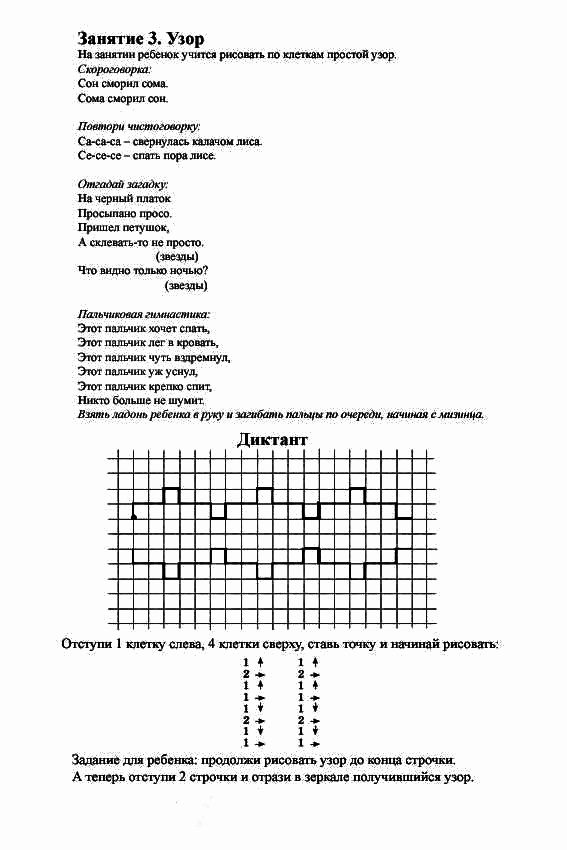 Занятие 3. Узор
На занятии ребенок учится рисовать по клеткам простой узор.
Скороговорка:
Сон сморил сома.
Сома сморил сон.
Повтори чистоговорку:
Са-са-са – свернулась калачом лиса.
Се-се-се – спать пора лисе.
Отгадай загадку:
На черный платок
Просыпано просо.
Пришел петушок,
А склевать-то не просто.
(звезды)
Что видно только ночью?
(звезды)
Пальчиковая гимнастика:
Этот пальчик хочет спать,
Этот пальчик лег в кровать,
Этот пальчик чуть вздремнул,
Этот пальчик уж уснул,
Этот пальчик крепко спит,
Никто больше не шумит.
Взять ладонь ребенка в руку и загибать пальцы по очереди, начиная с мизинца.
Диктант
Отступи 1 клетку слева, 4 клетки сверху, ставь точку и начинай рисовать:
1 ↑ 1 ↑
2 → 2 →
1 ↑ 1 ↑
1 → 1 →
1 ↓ 1 ↓
2 → 2 →
1 ↓ 1 ↓
1 → 1 →
Задание для ребенка: продолжи рисовать узор до конца строчки.
А теперь отступи 2 строчки и отрази в зеркале получившийся узор.